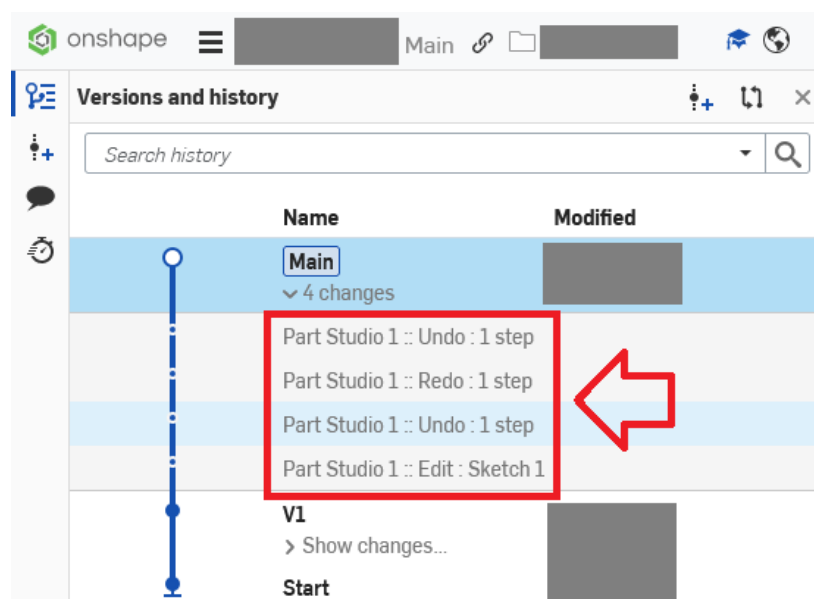 onshape Main
Versions and history
Search history
Name Modified
Main
4 changes
Part Studio 1 :: Undo : 1 step
Part Studio 1 :: Redo : 1 step
Part Studio 1 :: Undo : 1 step
Part Studio 1 :: Edit : Sketch 1
V1
Show changes...
Start